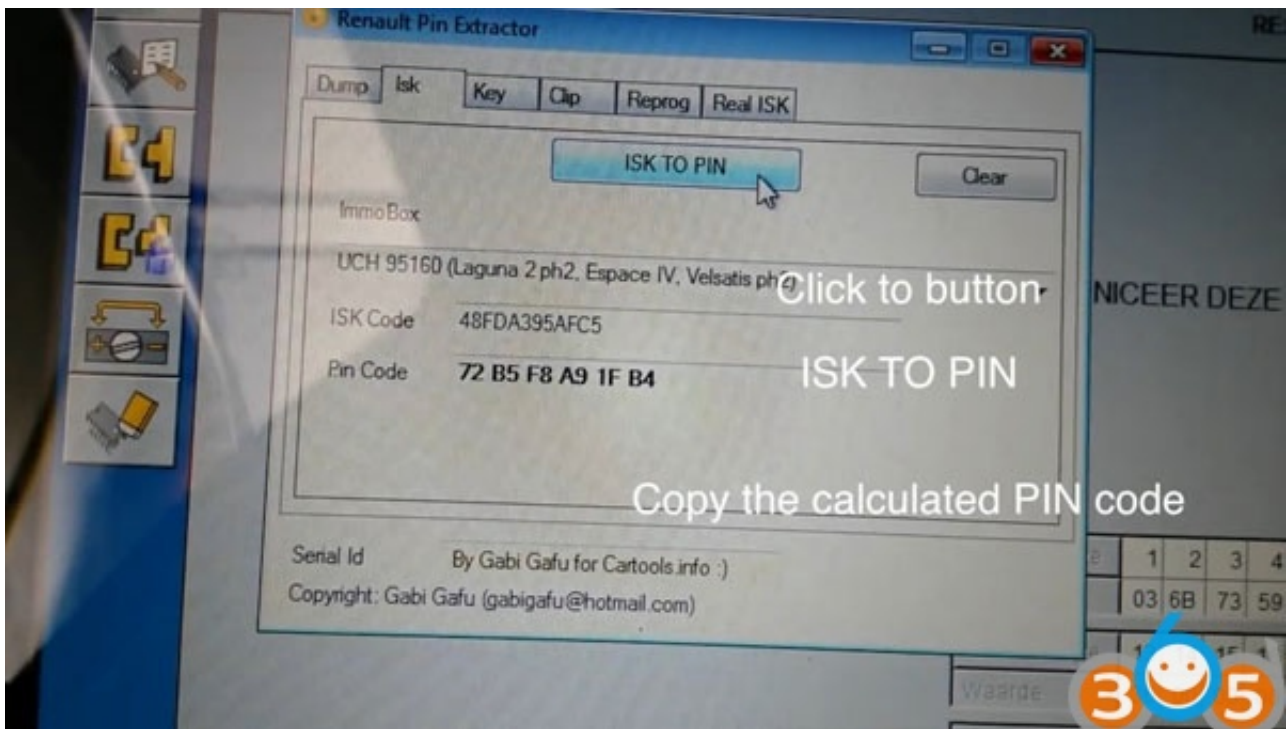 Renault Pin Extractor
Dump Isk Key Clip Reprog Real ISK
ISK TO PIN
Clear
ImmoBox
UCH 95160 (Laguna 2 ph2, Espace IV, Velsatis ph2)
Click to button
NICEER DEZE
ISK Code 48FDA395AFC5
Pin Code 72 B5 F8 A9 1F B4
ISK TO PIN
Copy the calculated PIN code
Serial Id By Gabi Gafu for Cartools.info :)
Copyright: Gabi Gafu (gabigafu@hotmail.com)
1 2 3 4
03 6B 73 59
Waarde
365